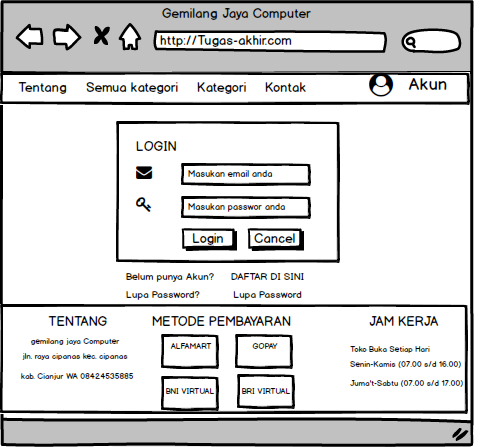 Gemilang Jaya Computer
http://Tugas-akhir.com
Tentang Semua kategori Kategori Kontak Akun
LOGIN
Masukan email anda
Masukan passwor anda
Login Cancel
Belum punya Akun? DAFTAR DI SINI
Lupa Password? Lupa Password
TENTANG
gemilang jaya Computer
jln. raya cipanas kec. cipanas
kab. Cianjur WA 08424535885
METODE PEMBAYARAN
ALFAMART GOPAY
BNI VIRTUAL BRI VIRTUAL
JAM KERJA
Toko Buka Setiap Hari
Senin-Kamis (07.00 s/d 16.00)
Juma't-Sabtu (07.00 s/d 17.00)